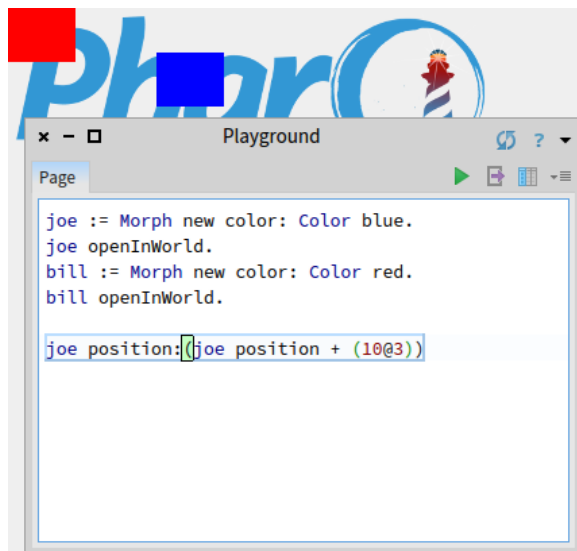 Pharo
Playground
?
Page
joe := Morph new color: Color blue.
joe openInWorld.
bill := Morph new color: Color red.
bill openInWorld.
joe position:(joe position + (10@3))